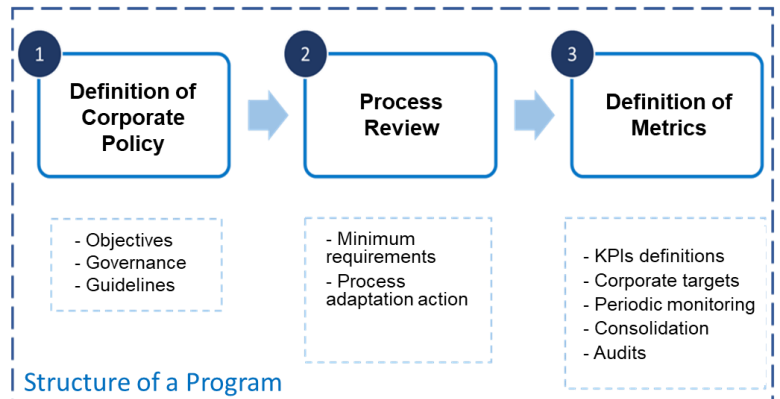 1
Definition of
Corporate
Policy
2
Process
Review
3
Definition of
Metrics
- Objectives
- Governance
- Guidelines
- Minimum
requirements
- Process
adaptation action
- KPIs definitions
- Corporate targets
- Periodic monitoring
- Consolidation
- Audits
Structure of a Program